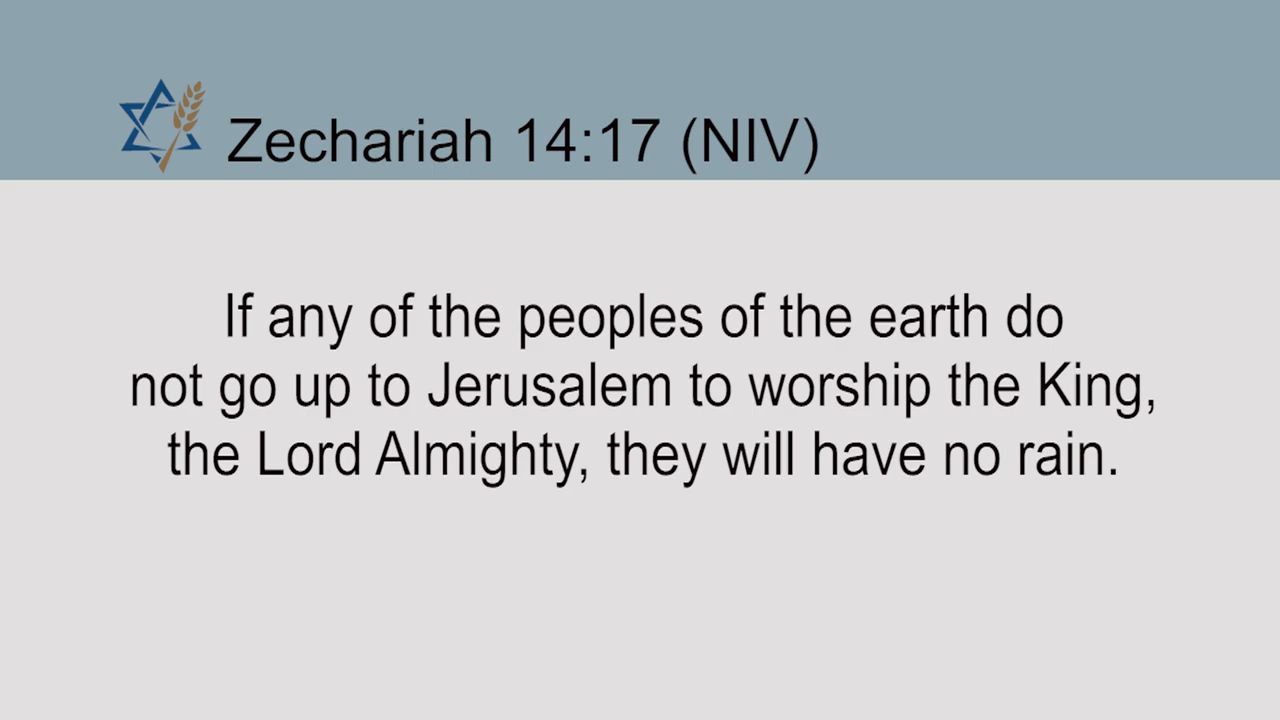 Zechariah 14:17 (NIV)
If any of the peoples of the earth do
not go up to Jerusalem to worship the King,
the Lord Almighty, they will have no rain.